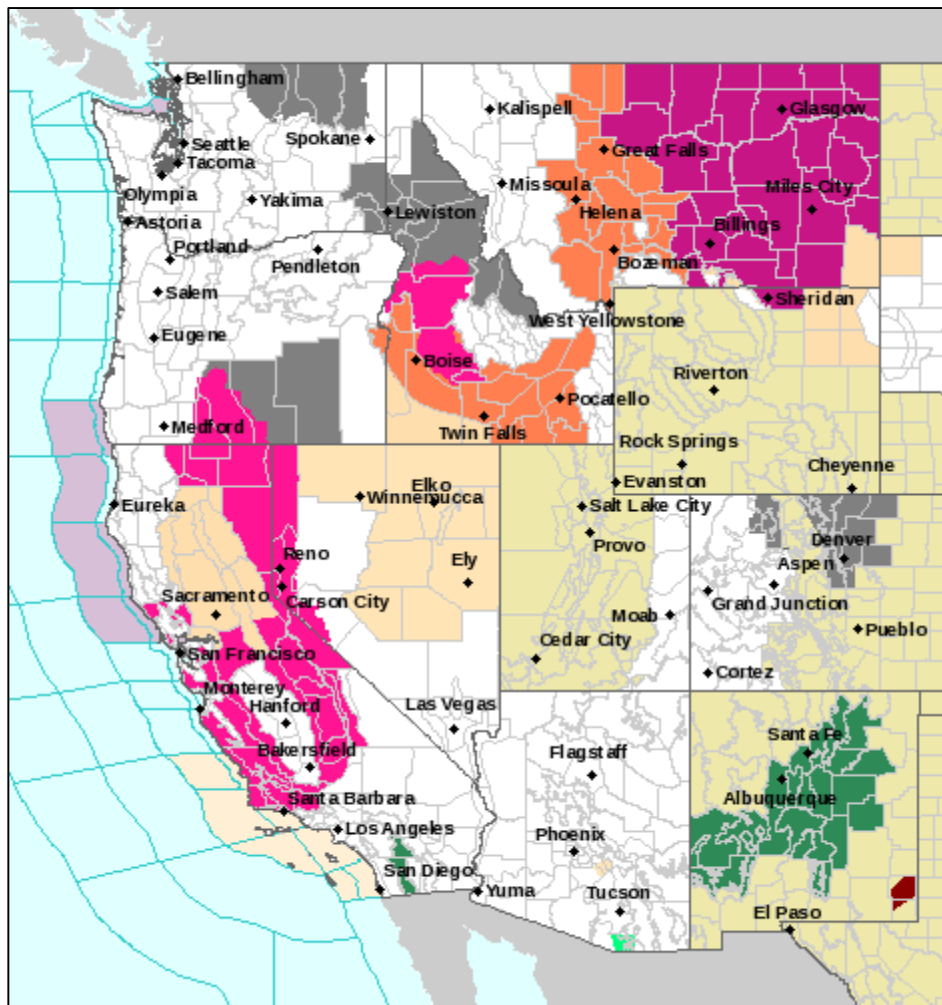 Bellingham
Kalispell
Glasgow
Spokane
Seattle
Great Falls
Tacoma
Missoula
Miles City
Olympia
Yakima
Lewiston
Helena
Astoria
Billings
Portland
Pendleton
Bozeman
Salem
Sheridan
West Yellowstone
Eugene
Boise
Riverton
Pocatello
Medford
Twin Falls
Rock Springs
Cheyenne
Elko
Evanston
Winnemucca
Eureka
Salt Lake City
Provo
Denver
Reno
Ely
Aspen
Carson City
Grand Junction
Sacramento
Moab
Pueblo
Cedar City
San Francisco
Cortez
Monterey
Las Vegas
Hanford
Santa Fe
Bakersfield
Flagstaff
Albuquerque
Santa Barbara
Los Angeles
Phoenix
San Diego
Yuma
Tucson
El Paso